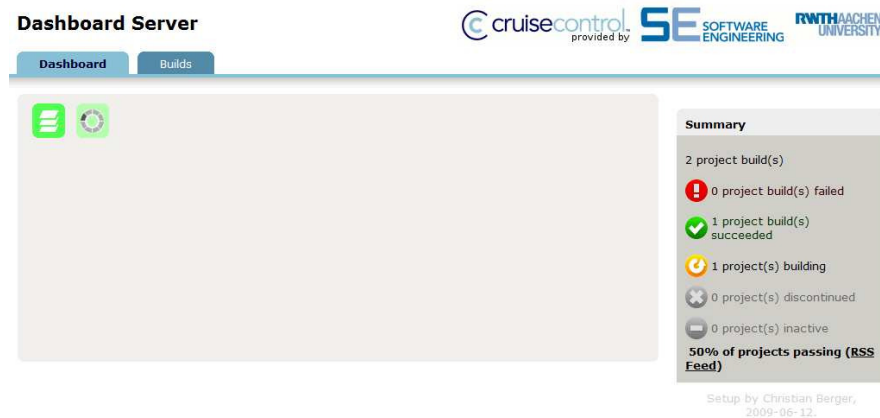 Dashboard Server
cruisecontrol.
provided by
SE SOFTWARE
ENGINEERING
RWTHAACHEN
UNIVERSITY
Dashboard
Builds
Summary
2 project build(s)
0 project build(s) failed
1 project build(s)
succeeded
1 project(s) building
0 project(s) discontinued
0 project(s) inactive
50% of projects passing (RSS
Feed)
Setup by Christian Berger,
2009-06-12.